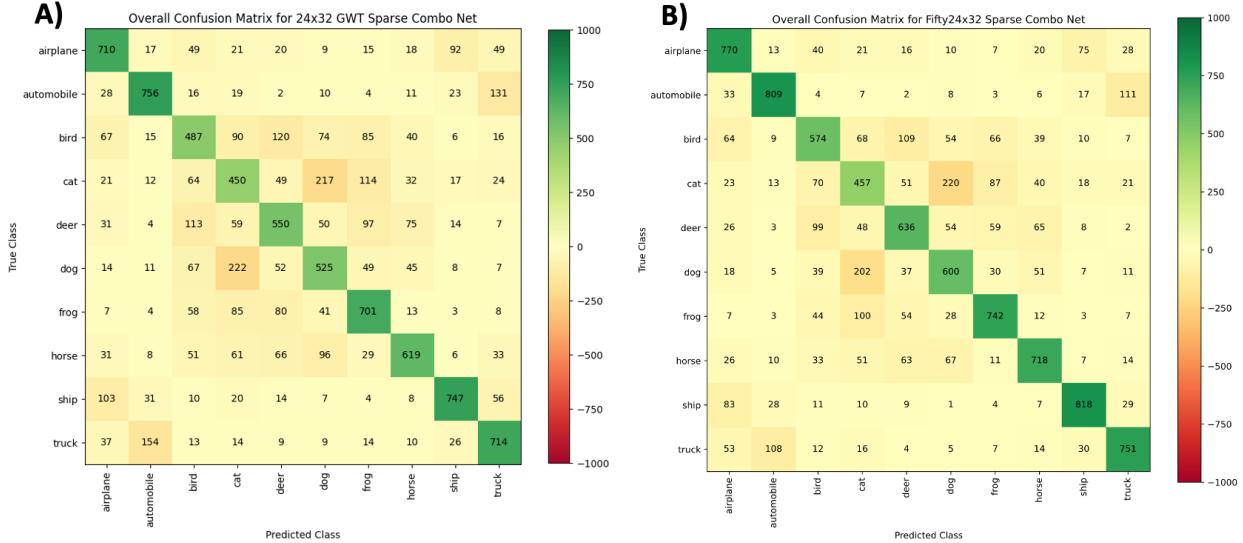 A)
Overall Confusion Matrix for 24x32 GWT Sparse Combo Net
True Class
airplane 710 17 49 21 20 9 15 18 92 49
automobile 28 756 16 19 2 10 4 11 23 131
bird 67 15 487 90 120 74 85 40 6 16
cat 21 12 64 450 49 217 114 32 17 24
deer 31 4 113 59 550 50 97 75 14 7
dog 14 11 67 222 52 525 49 45 8 7
frog 7 4 58 85 80 41 701 13 3 8
horse 31 8 51 61 66 96 29 619 6 33
ship 103 31 10 20 14 7 4 8 747 56
truck 37 154 13 14 9 9 14 10 26 714
airplane automobile bird cat deer dog frog horse ship truck
Predicted Class
1000
750
500
250
0
−250
−500
−750
−1000
B)
Overall Confusion Matrix for Fifty24x32 Sparse Combo Net
True Class
airplane 770 13 40 21 16 10 7 20 75 28
automobile 33 809 4 7 2 8 3 6 17 111
bird 64 9 574 68 109 54 66 39 10 7
cat 23 13 70 457 51 220 87 40 18 21
deer 26 3 99 48 636 54 59 65 8 2
dog 18 5 39 202 37 600 30 51 7 11
frog 7 3 44 100 54 28 742 12 3 7
horse 26 10 33 51 63 67 11 718 7 14
ship 83 28 11 10 9 1 4 7 818 29
truck 53 108 12 16 4 5 7 14 30 751
airplane automobile bird cat deer dog frog horse ship truck
Predicted Class
1000
750
500
250
0
−250
−500
−750
−1000